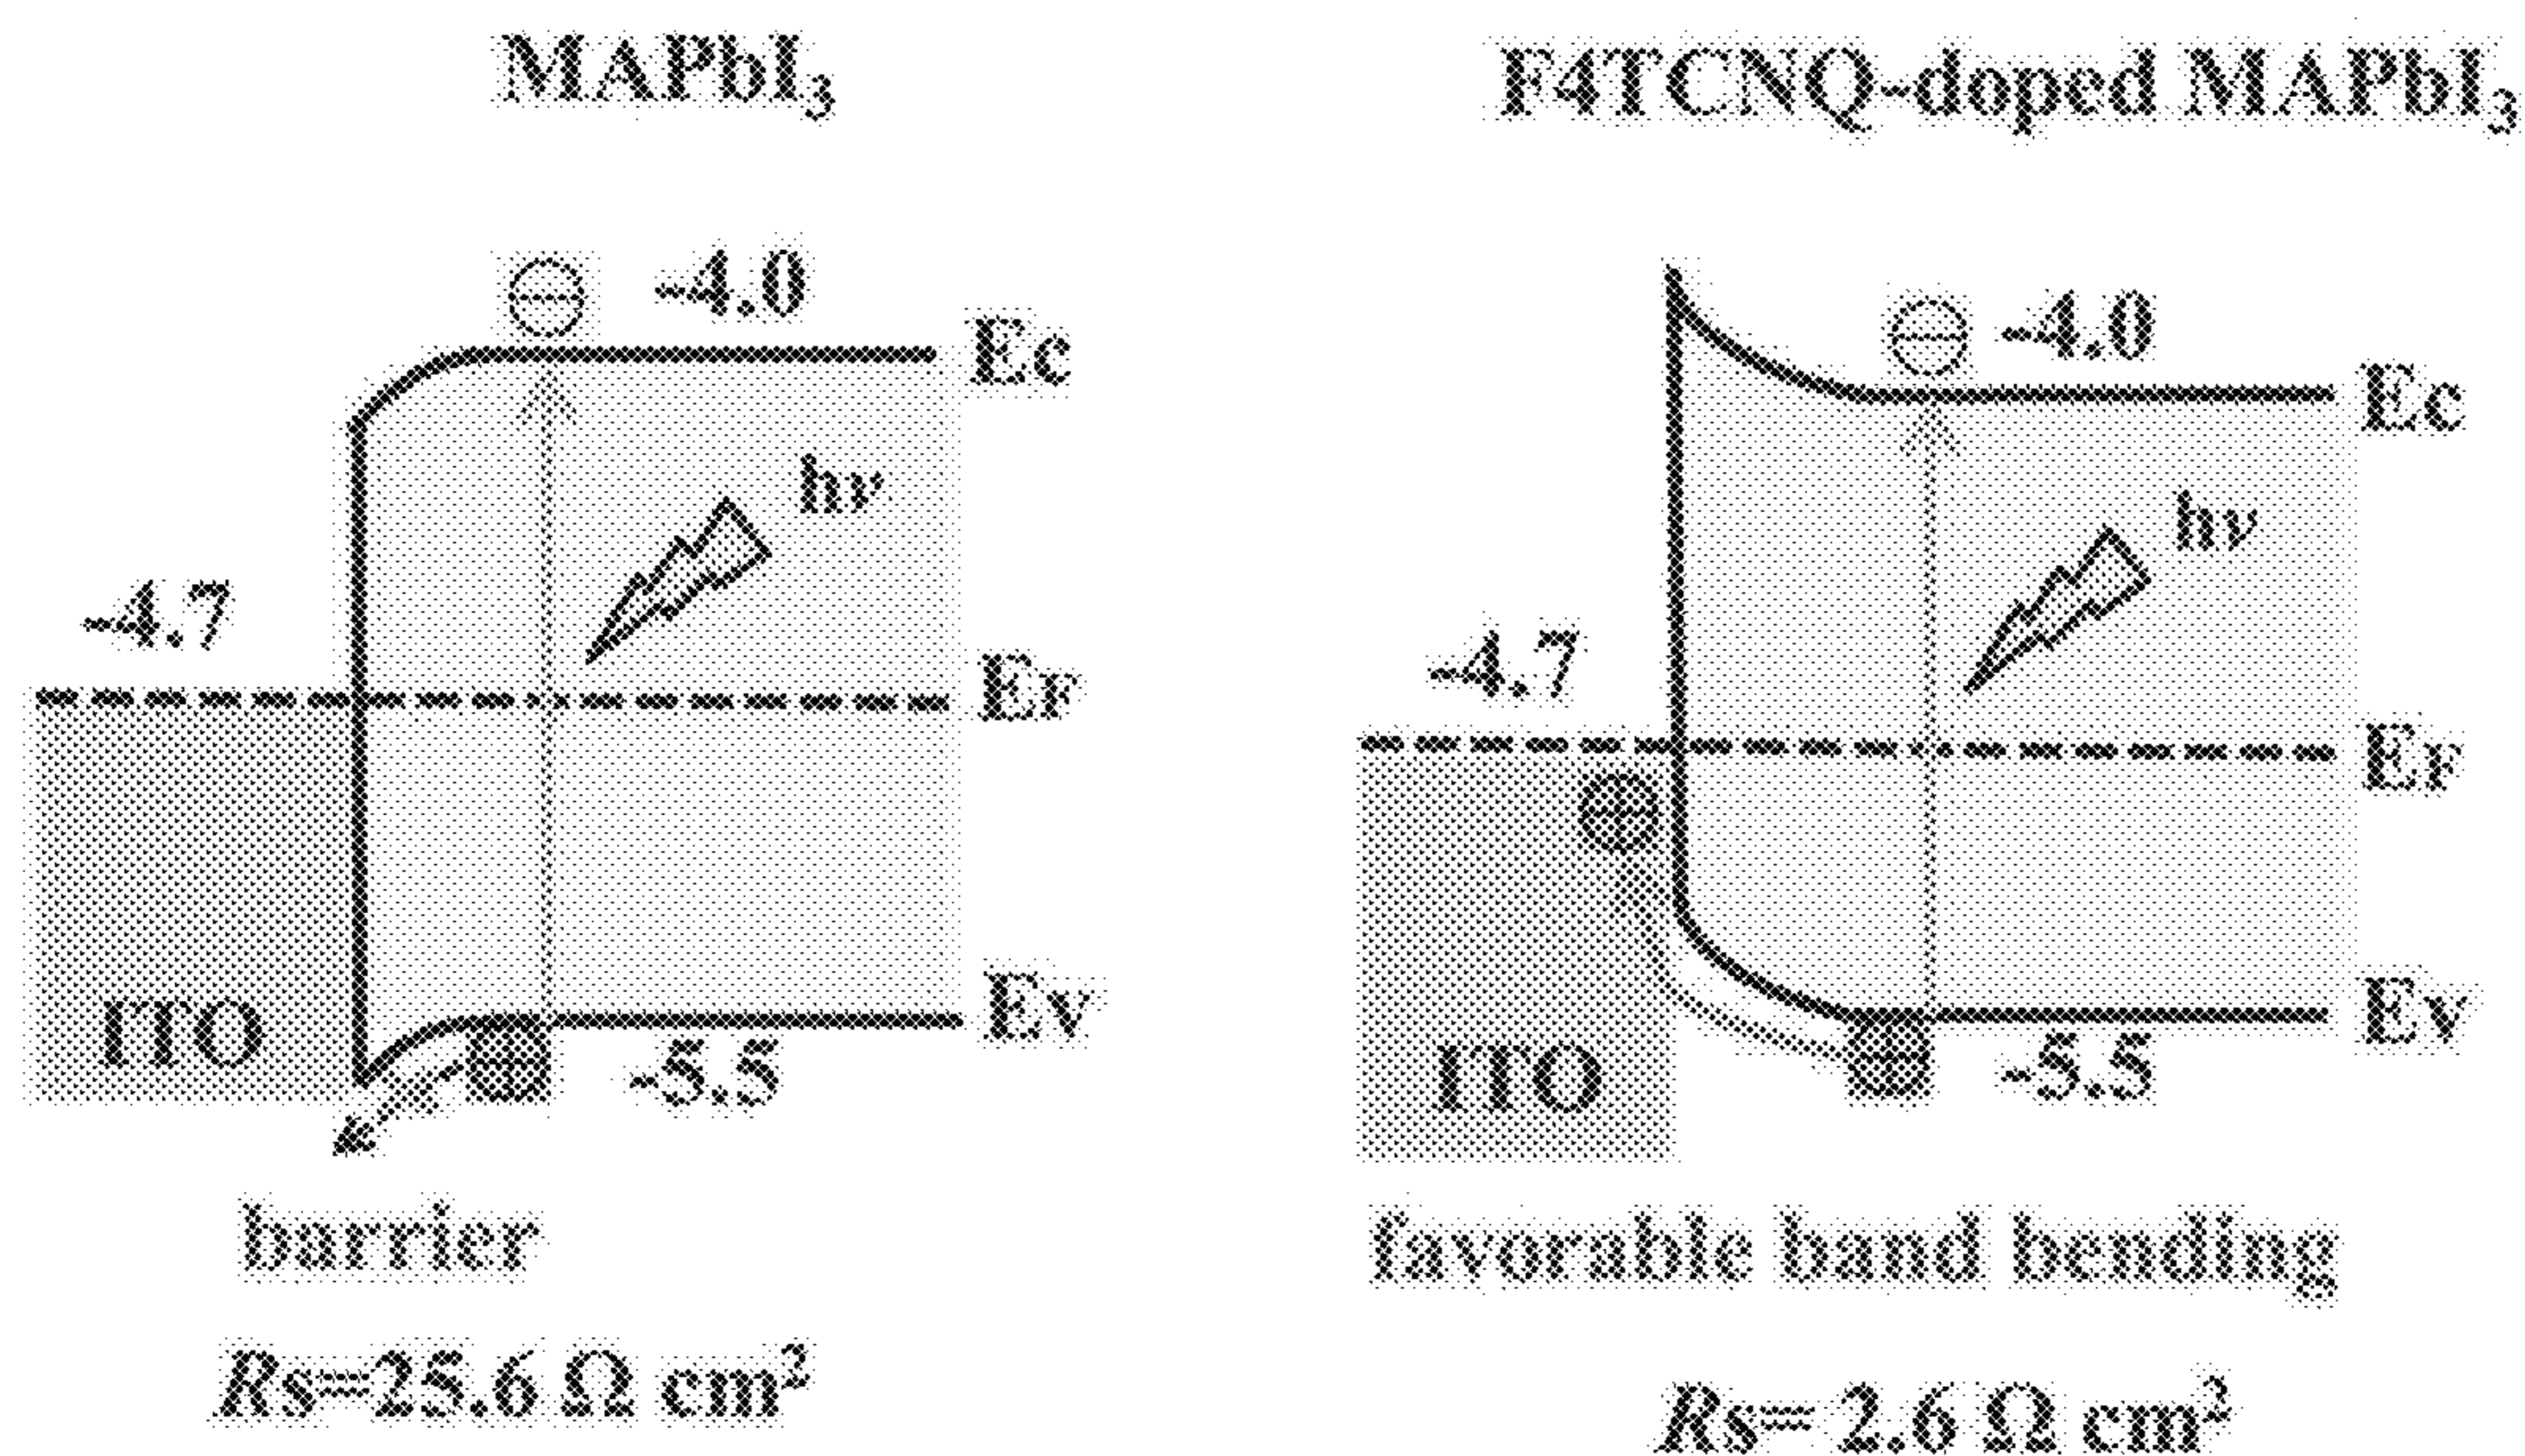 MAPbI₃
-4.0
Ec
hν
-4.7
EF
ITO
Ev
-5.5
barrier
Rs=25.6 Ω cm²
F4TCNQ-doped MAPbI₃
-4.0
Ec
hν
-4.7
EF
ITO
Ev
-5.5
favorable band bending
Rs= 2.6 Ω cm²